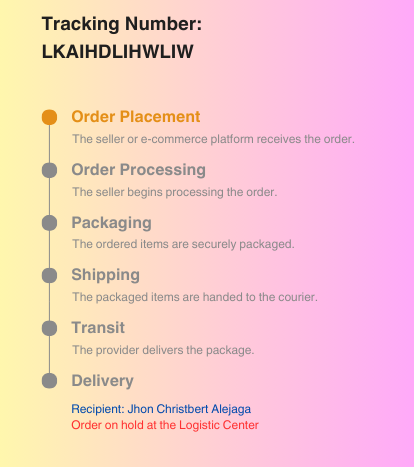 Tracking Number:
LKAIHDLIHWLIW
Order Placement
The seller or e-commerce platform receives the order.
Order Processing
The seller begins processing the order.
Packaging
The ordered items are securely packaged.
Shipping
The packaged items are handed to the courier.
Transit
The provider delivers the package.
Delivery
Recipient: Jhon Christbert Alejaga
Order on hold at the Logistic Center